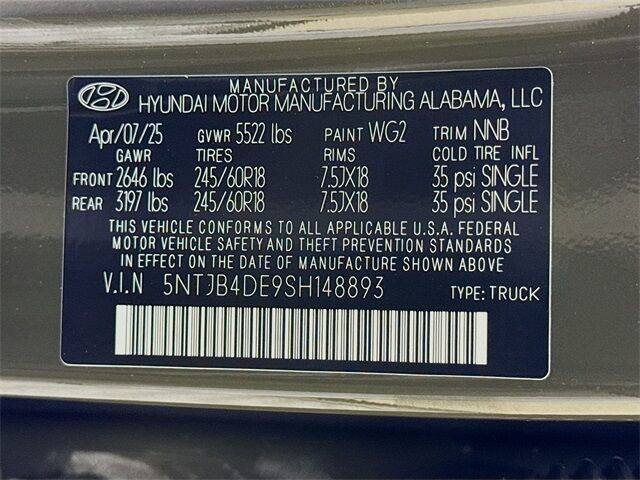 MANUFACTURED BY
HYUNDAI MOTOR MANUFACTURING ALABAMA, LLC
Apr/07/25 GVWR 5522 lbs PAINT WG2 TRIM NNB
GAWR TIRES RIMS COLD TIRE INFL
FRONT 2646 lbs 245/60R18 7.5JX18 35 psi SINGLE
REAR 3197 lbs 245/60R18 7.5JX18 35 psi SINGLE
THIS VEHICLE CONFORMS TO ALL APPLICABLE U.S.A. FEDERAL
MOTOR VEHICLE SAFETY AND THEFT PREVENTION STANDARDS
IN EFFECT ON THE DATE OF MANUFACTURE SHOWN ABOVE
V.I.N 5NTJB4DE9SH148893 TYPE: TRUCK